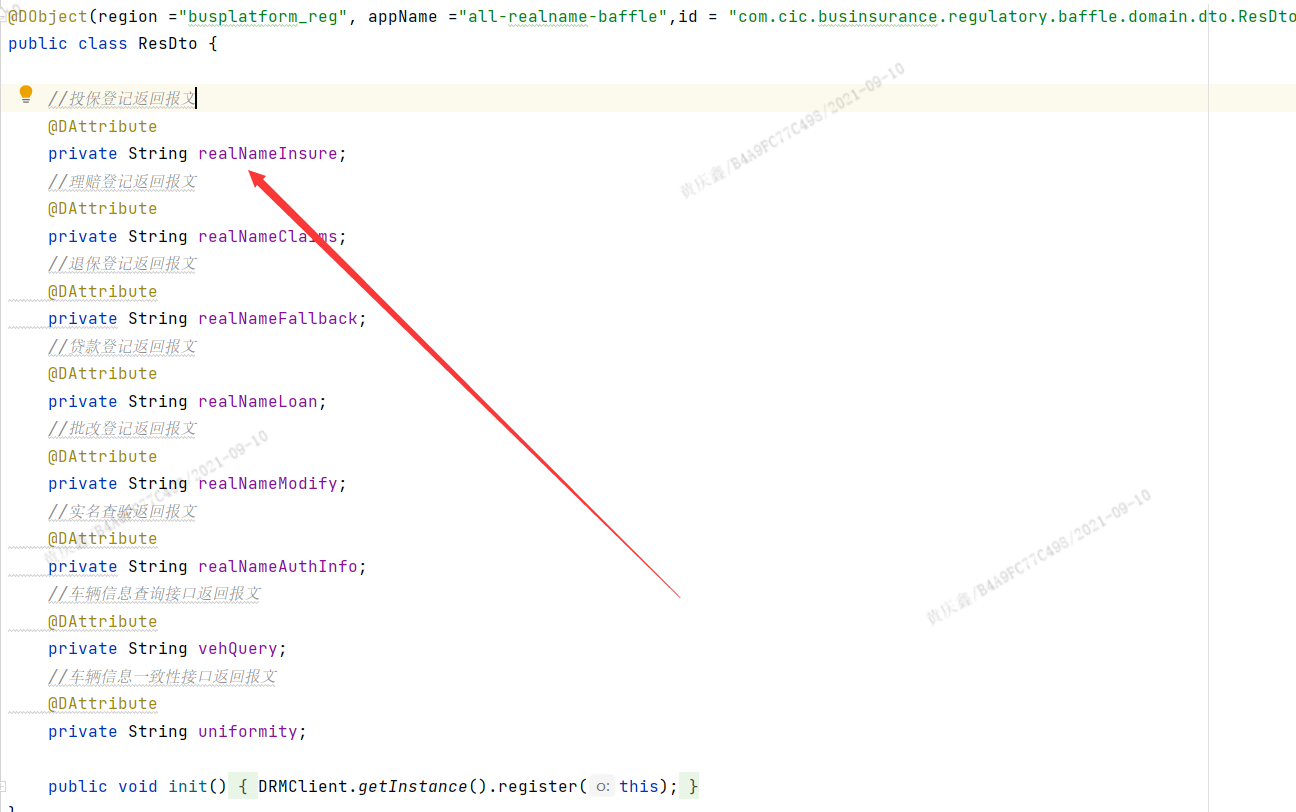 @DObject(region ="busplatform_reg", appName ="all-realname-baffle",id = "com.cic.businsurance.regulatory.baffle.domain.dto.ResDto
public class ResDto {
//投保登记返回报文
@DAttribute
private String realNameInsure;
//理赔登记返回报文
@DAttribute
private String realNameClaims;
//退保登记返回报文
@DAttribute
private String realNameFallback;
//贷款登记返回报文
@DAttribute
private String realNameLoan;
//批改登记返回报文
@DAttribute
private String realNameModify;
//实名查验返回报文
@DAttribute
private String realNameAuthInfo;
//车辆信息查询接口返回报文
@DAttribute
private String vehQuery;
//车辆信息一致性接口返回报文
@DAttribute
private String uniformity;
public void init() { DRMClient.getInstance().register( o: this); }
}
黄庆鑫/B4A9FC77C498/2021-09-10
黄庆鑫/B4A9FC77C498/2021-09-10
黄庆鑫/B4A9FC77C498/2021-09-10